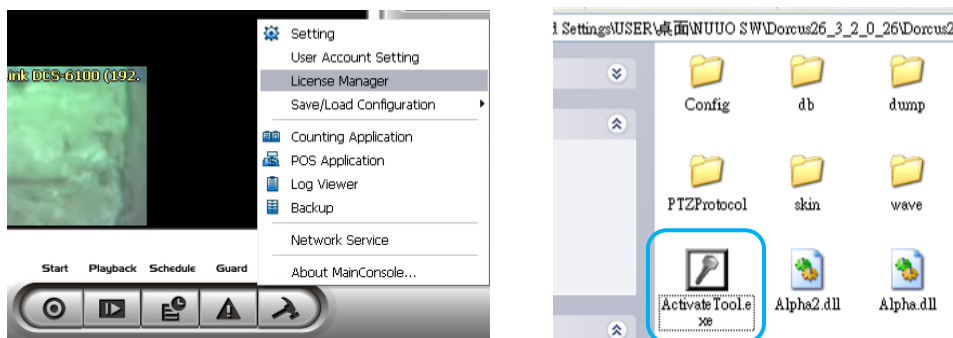 Setting
User Account Setting
ink DCS-6100 (192.
License Manager
Save/Load Configuration
Counting Application
POS Application
Log Viewer
Backup
Network Service
About MainConsole...
Start Playback Schedule Guard
d Settings\USER\桌面\NUUO SW\Dorcus26_3_2_0_26\Dorcus2
Config db dump
PTZProtocol skin wave
ActivateTool.e
xe
Alpha2.dll Alpha.dll